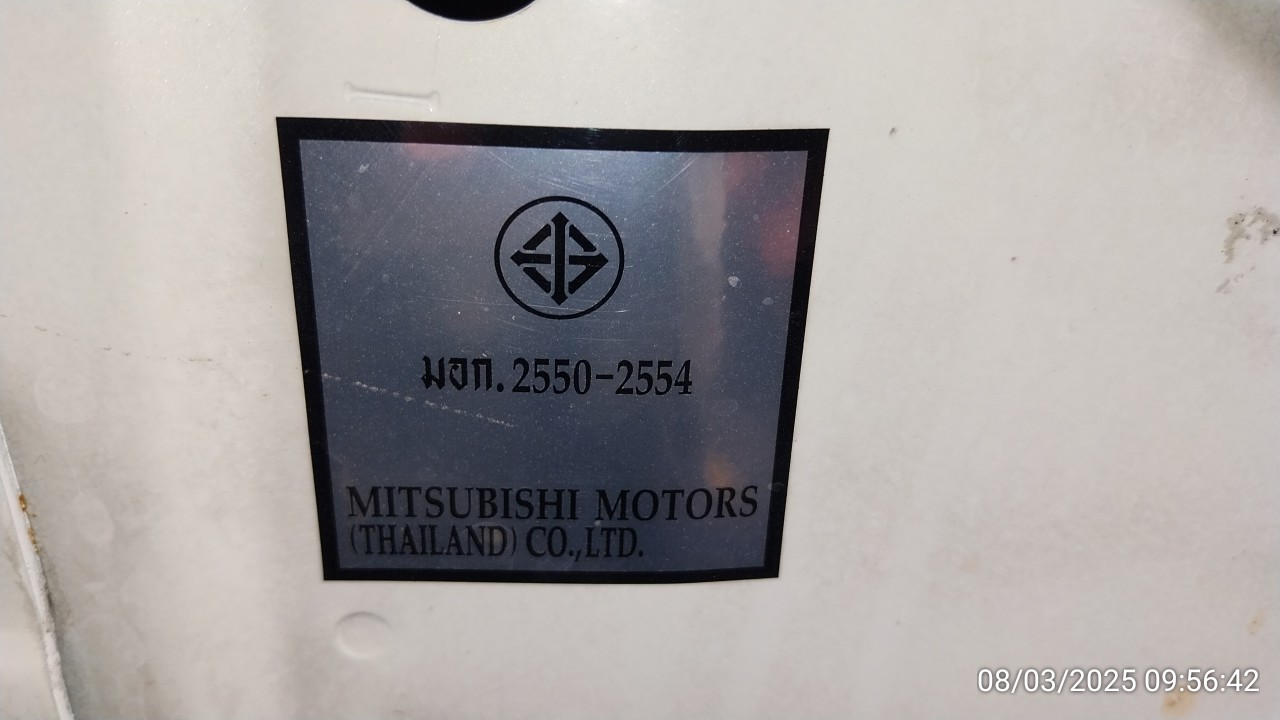 มอก.2550-2554
MITSUBISHI MOTORS
(THAILAND) CO.,LTD.
08/03/2025 09:56:42